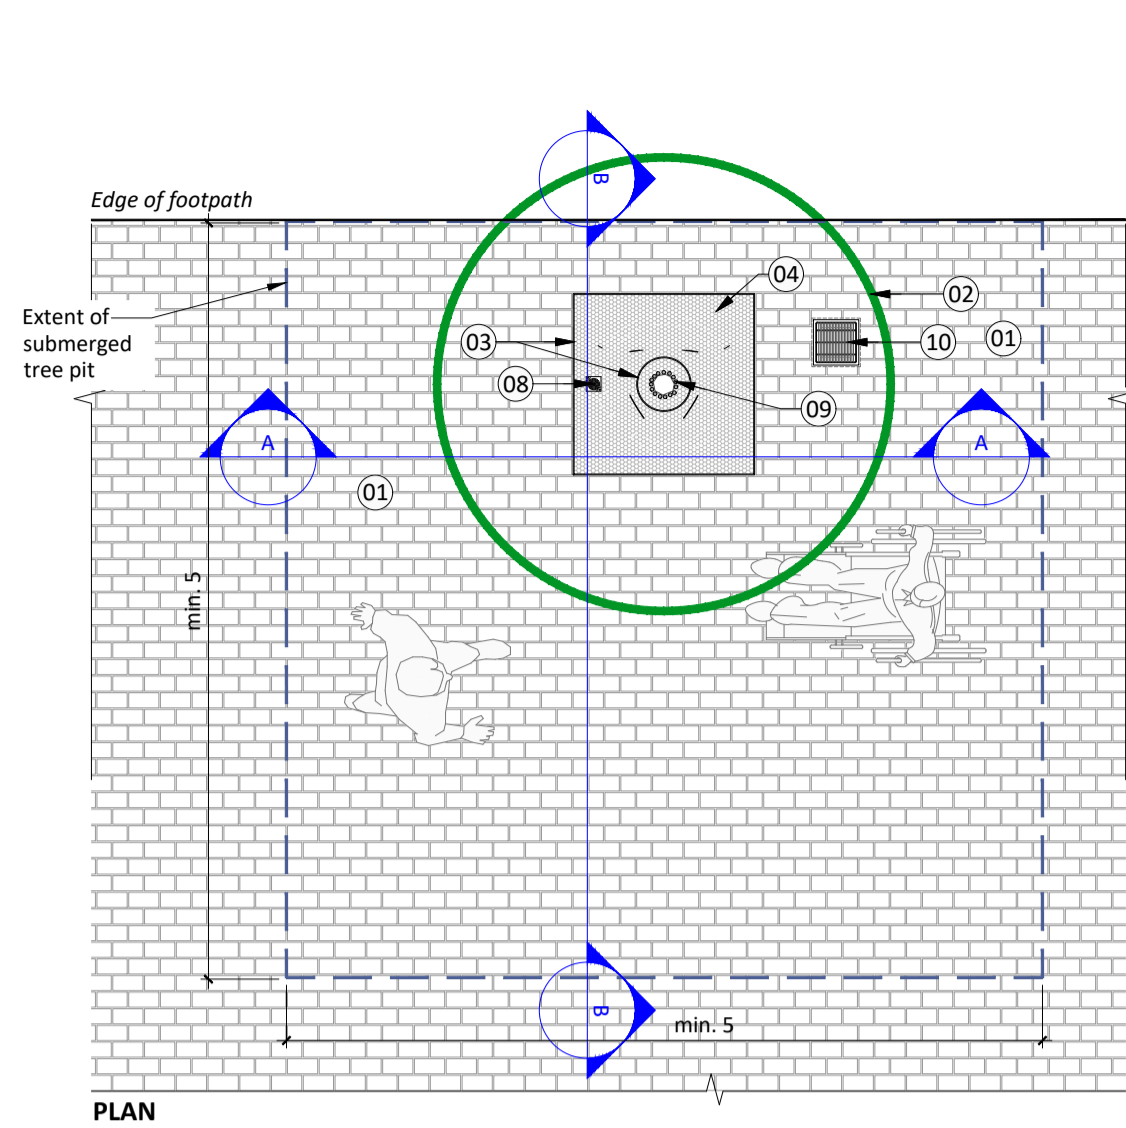 B
Edge of footpath
04
02
Extent of
submerged
tree pit
03
10
01
08
09
A
A
01
min. 5
B
min. 5
PLAN